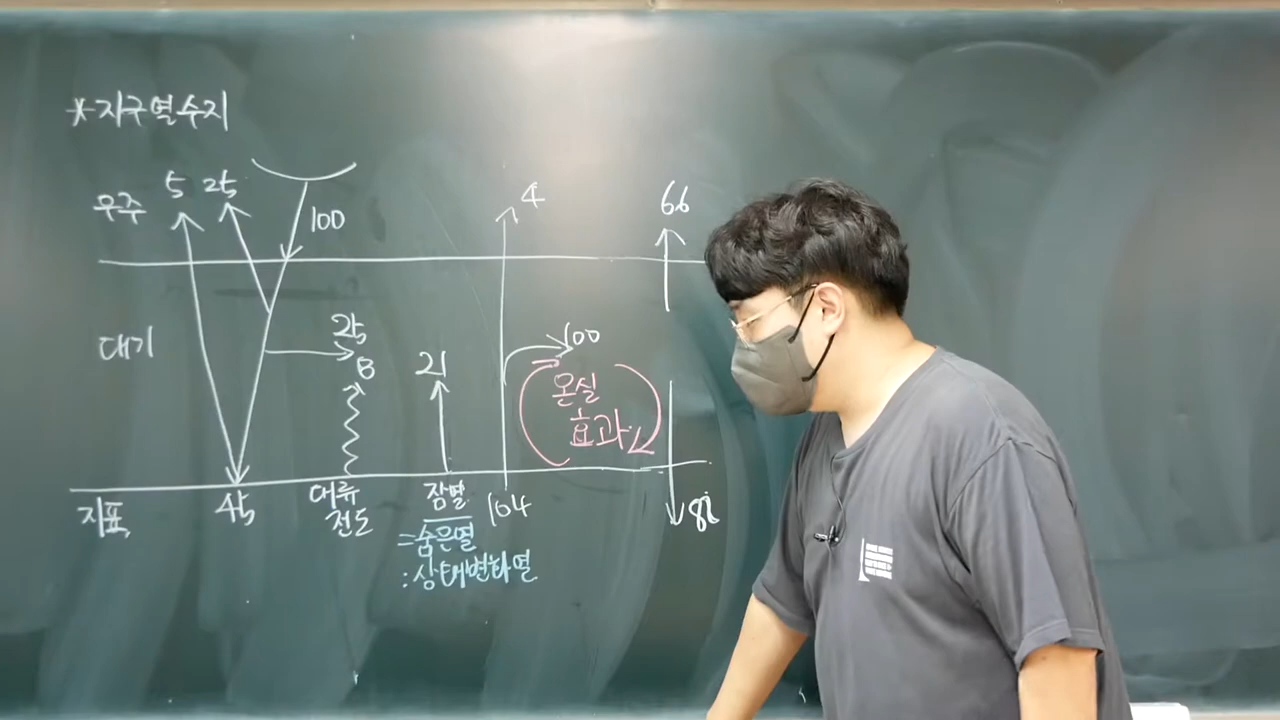 *지구열수지
우주 5 25 100 4 66
대기 25 8 21 100
온실
효과
지표 45 대류 잠열 104 88
전도
=숨은열
:상태변화열